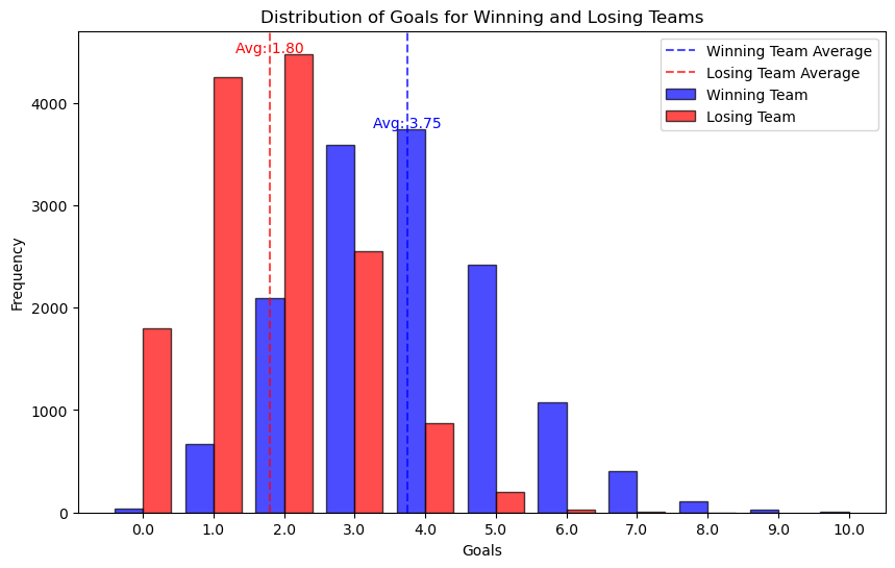 Distribution of Goals for Winning and Losing Teams
Avg: 1.80
Avg: 3.75
Winning Team Average
Losing Team Average
Winning Team
Losing Team
Frequency
4000
3000
2000
1000
0
0.0 1.0 2.0 3.0 4.0 5.0 6.0 7.0 8.0 9.0 10.0
Goals